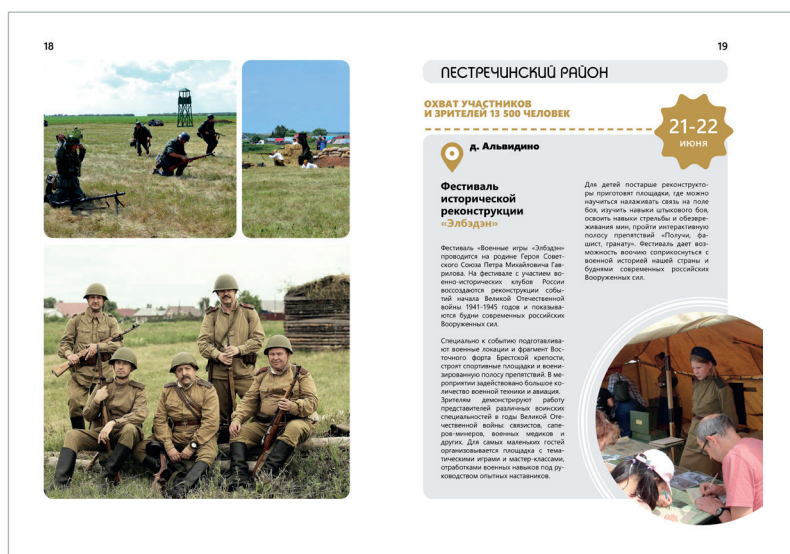 18
19
ПЕСТРЕЧИНСКИЙ РАЙОН
ОХВАТ УЧАСТНИКОВ
И ЗРИТЕЛЕЙ 13 500 ЧЕЛОВЕК
21-22
ИЮНЯ
д. Альвидино
Фестиваль
исторической
реконструкции
«Элбэдэн»
Фестиваль «Военные игры «Элбэдэн»
проводится на родине Героя Совет-
ского Союза Петра Михайловича Гав-
рилова. На фестивале с участием во-
енно-исторических клубов России
воссоздаются реконструкции собы-
тий начала Великой Отечественной
войны 1941-1945 годов и показыва-
ются будни современных российских
Вооруженных сил.
Специально к событию подготавлива-
ют военные локации и фрагмент Вос-
точного форта Брестской крепости,
строят спортивные площадки и воени-
зированную полосу препятствий. В ме-
роприятии задействовано большое ко-
личество военной техники и авиация.
Зрителям демонстрируют работу
представителей различных воинских
специальностей в годы Великой Оте-
чественной войны: связистов, сапе-
ров-минеров, военных медиков и
других. Для самых маленьких гостей
организовывается площадка с тема-
тическими играми и мастер-классами,
отработками военных навыков под ру-
ководством опытных наставников.
Для детей постарше реконструкто-
ры приготовят площадки, где можно
научиться налаживать связь на поле
боя, изучить навыки штыкового боя,
освоить навыки стрельбы и обезвре-
живания мин, пройти интерактивную
полосу препятствий «Получи, фа-
шист, гранату». Фестиваль дает воз-
можность воочию соприкоснуться с
военной историей нашей страны и
буднями современных российских
Вооруженных сил.